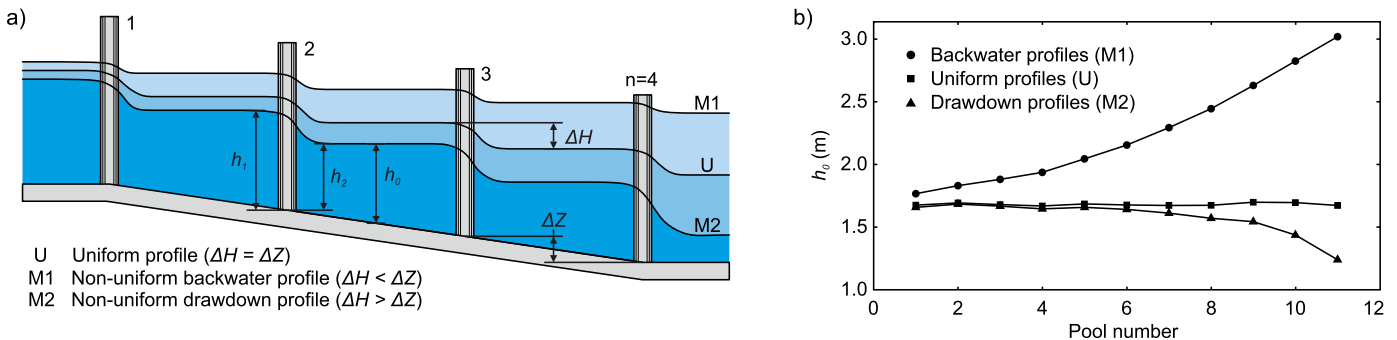 a)
1
2
3
n=4
M1
U
M2
ΔH
h₁
h₂
h₀
ΔZ
U Uniform profile (ΔH = ΔZ)
M1 Non-uniform backwater profile (ΔH < ΔZ)
M2 Non-uniform drawdown profile (ΔH > ΔZ)
b)
h₀ (m)
3.0
2.5
2.0
1.5
1.0
Backwater profiles (M1)
Uniform profiles (U)
Drawdown profiles (M2)
0 2 4 6 8 10 12
Pool number